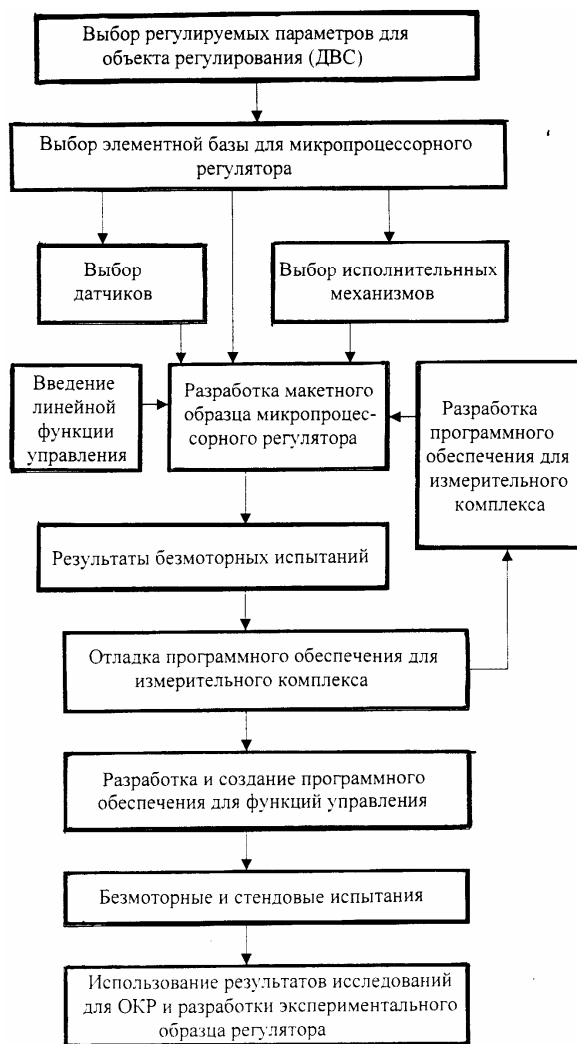 Выбор регулируемых параметров для
объекта регулирования (ДВС)
Выбор элементной базы для микропроцессорного
регулятора
Выбор
датчиков
Выбор исполнительнных
механизмов
Введение
линейной
функции
управления
Разработка макетного
образца микропроцес-
сорного регулятора
Разработка
программного
обеспечения для
измерительного
комплекса
Результаты безмоторных испытаний
Отладка программного обеспечения для
измерительного комплекса
Разработка и создание программного
обеспечения для функций управления
Безмоторные и стендовые испытания
Использование результатов исследований
для ОКР и разработки экспериментального
образца регулятора